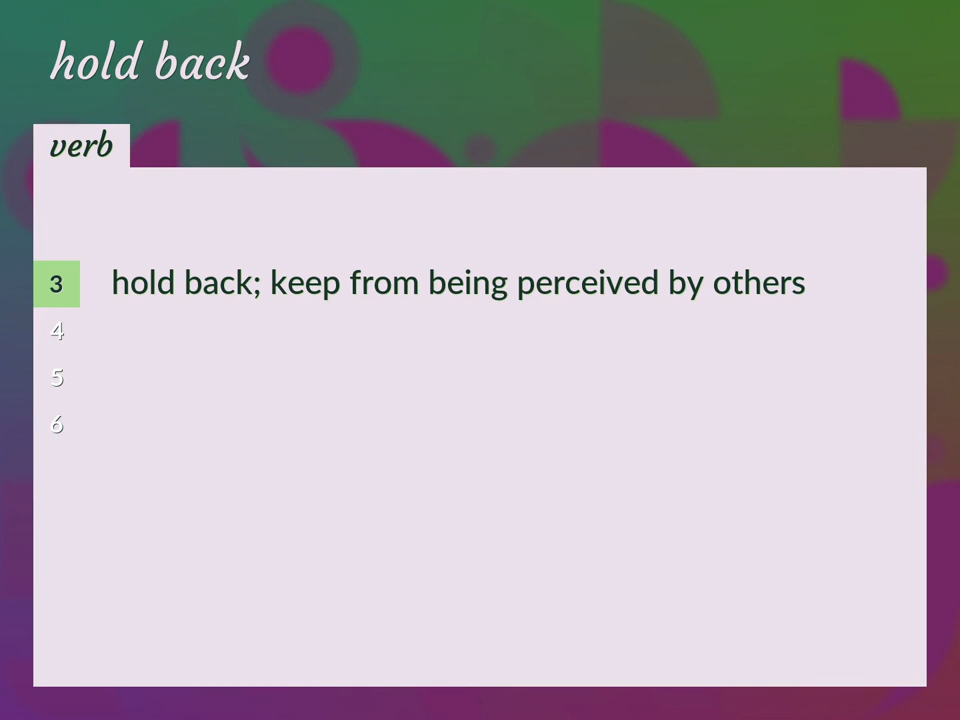 hold back
verb
3 hold back; keep from being perceived by others
4
5
6